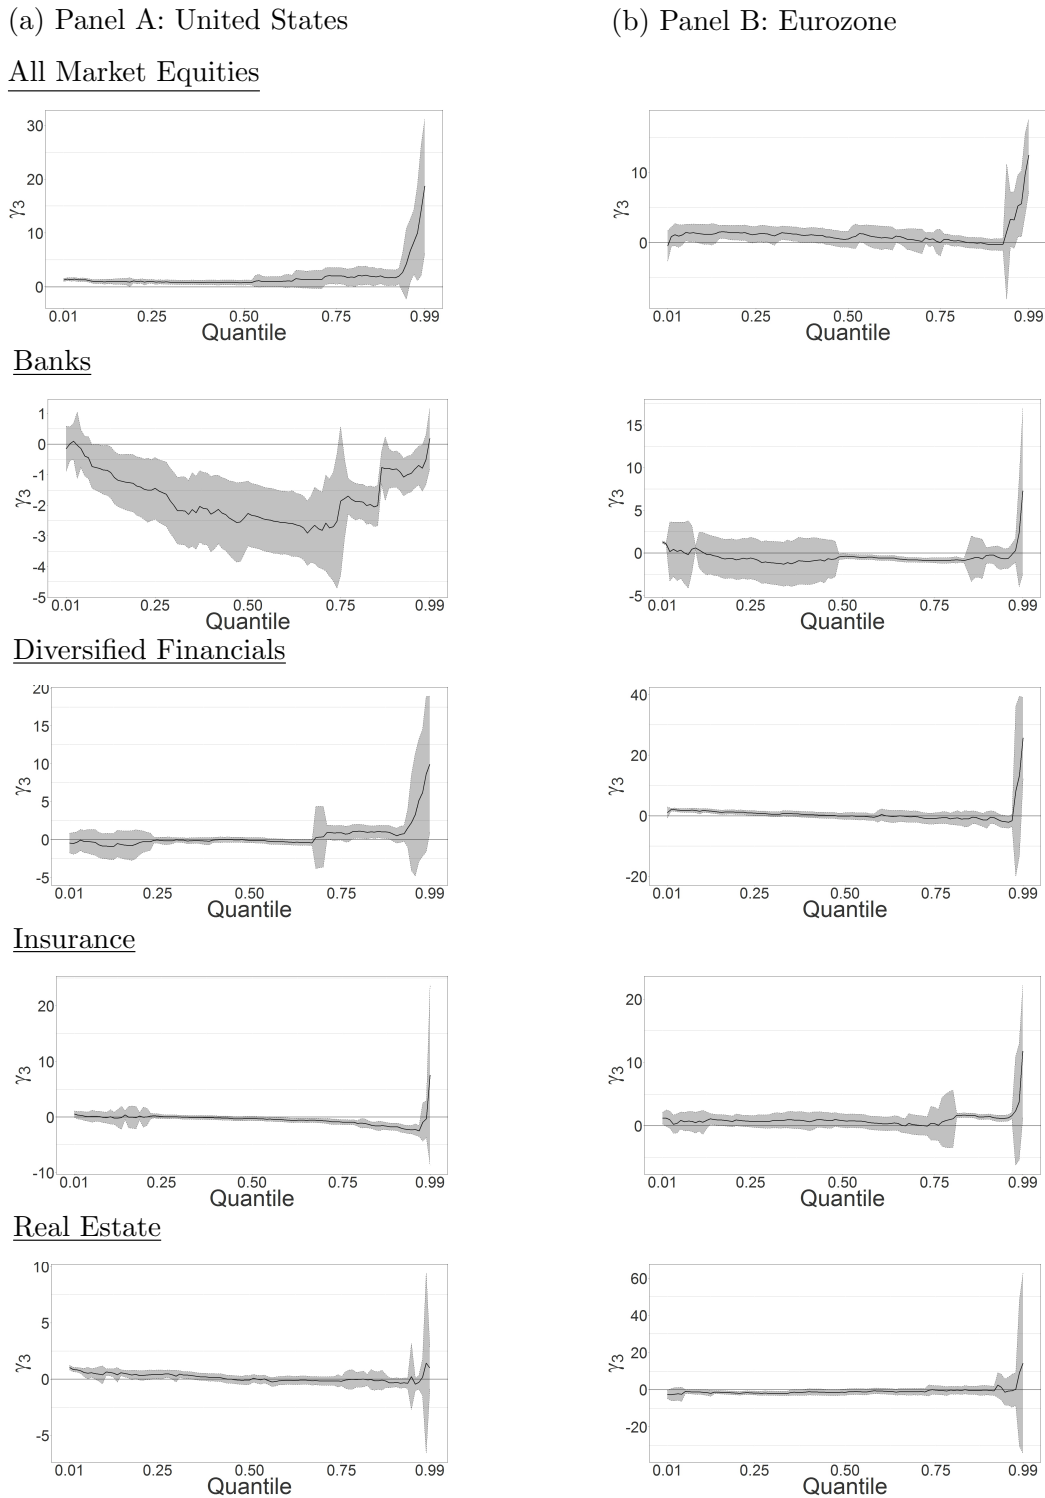 (a) Panel A: United States
(b) Panel B: Eurozone
All Market Equities
30
20
10
0
γ3
0.01 0.25 0.50 0.75 0.99
Quantile
10
0
γ3
0.01 0.25 0.50 0.75 0.99
Quantile
Banks
1
0
-1
-2
-3
-4
-5
γ3
0.01 0.25 0.50 0.75 0.99
Quantile
15
10
5
0
-5
γ3
0.01 0.25 0.50 0.75 0.99
Quantile
Diversified Financials
20
15
10
5
0
-5
γ3
0.01 0.25 0.50 0.75 0.99
Quantile
40
20
0
-20
γ3
0.01 0.25 0.50 0.75 0.99
Quantile
Insurance
20
10
0
-10
γ3
0.01 0.25 0.50 0.75 0.99
Quantile
20
10
0
γ3
0.01 0.25 0.50 0.75 0.99
Quantile
Real Estate
10
5
0
-5
γ3
0.01 0.25 0.50 0.75 0.99
Quantile
60
40
20
0
-20
γ3
0.01 0.25 0.50 0.75 0.99
Quantile